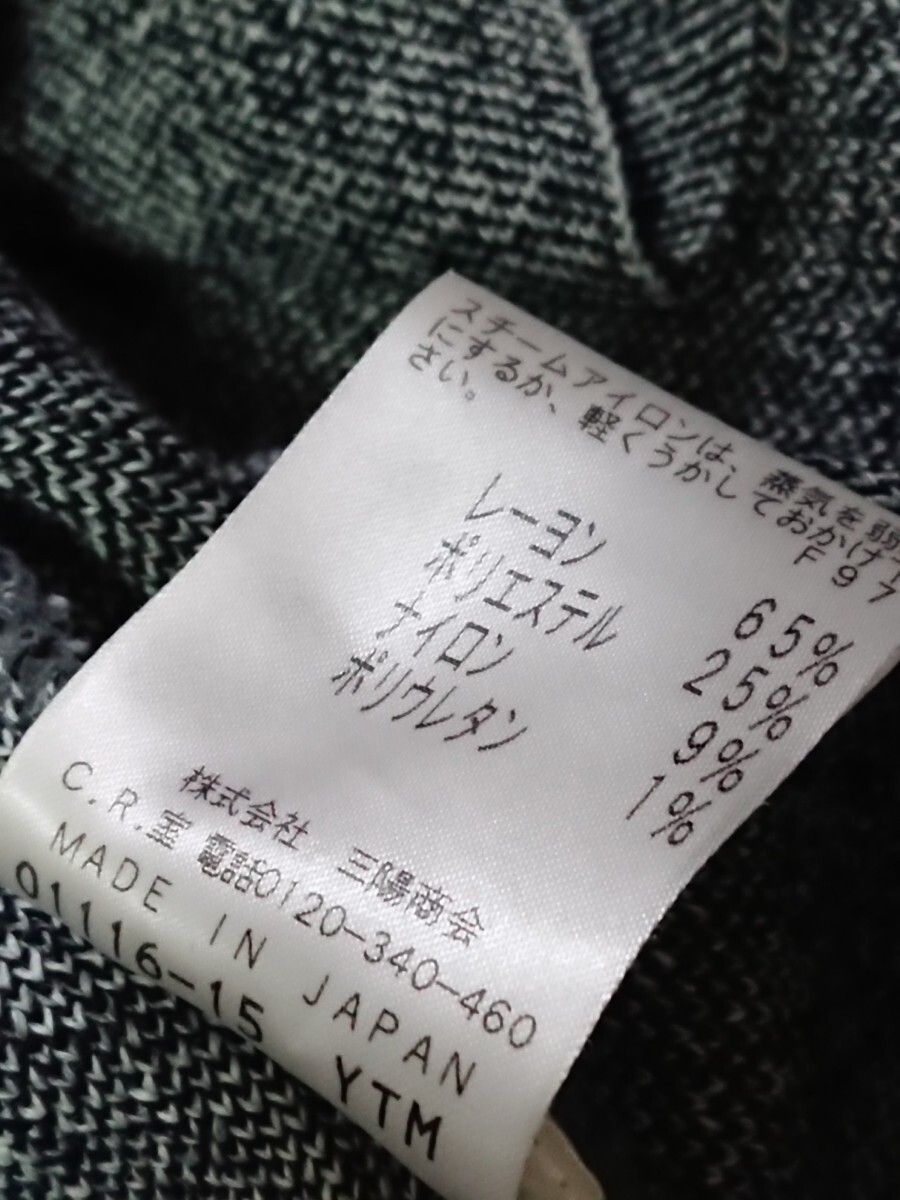 スチームアイロンは、蒸気を弱
にするか、軽くうかしておかけ下
さい。
F97
レーヨン 65%
ポリエステル 25%
ナイロン 9%
ポリウレタン 1%
株式会社 三陽商会
C.R.室 電話0120-340-460
MADE IN JAPAN
01116-15 YTM